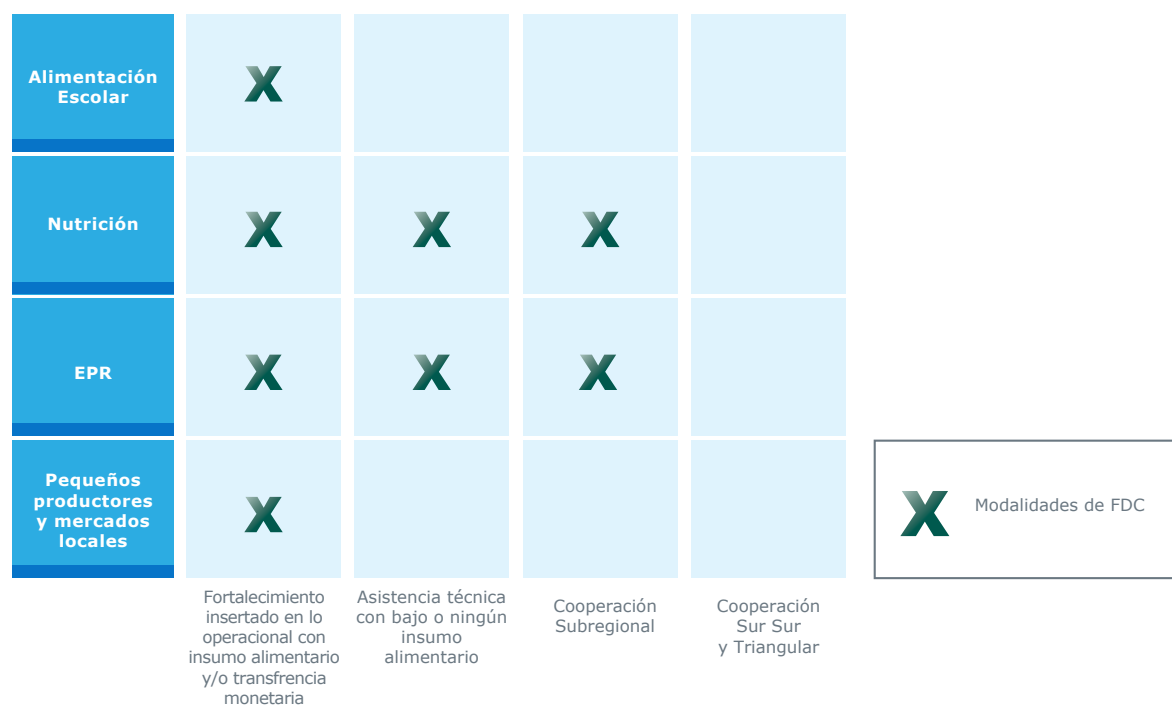 Alimentación
Escolar
X
Nutrición
X X X
EPR
X X X
Pequeños
productores
y mercados
locales
X
X Modalidades de FDC
Fortalecimiento
insertado en lo
operacional con
insumo alimentario
y/o transfrencia
monetaria
Asistencia técnica
con bajo o ningún
insumo
alimentario
Cooperación
Subregional
Cooperación
Sur Sur
y Triangular